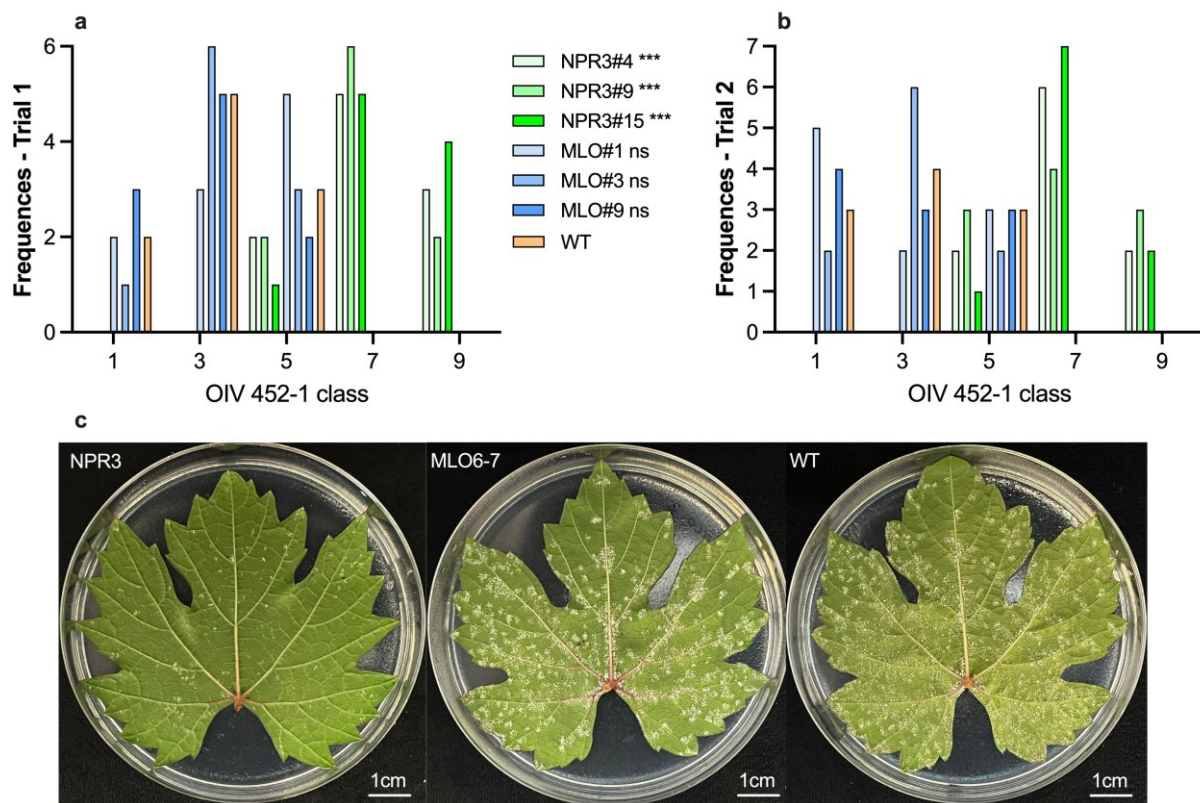 a
6
4
2
0
Frequences - Trial 1
1 3 5 7 9
OIV 452-1 class
NPR3#4 ***
NPR3#9 ***
NPR3#15 ***
MLO#1 ns
MLO#3 ns
MLO#9 ns
WT
b
7
6
5
4
3
2
1
0
Frequences - Trial 2
1 3 5 7 9
OIV 452-1 class
c
NPR3
MLO6-7
WT
1cm
1cm
1cm